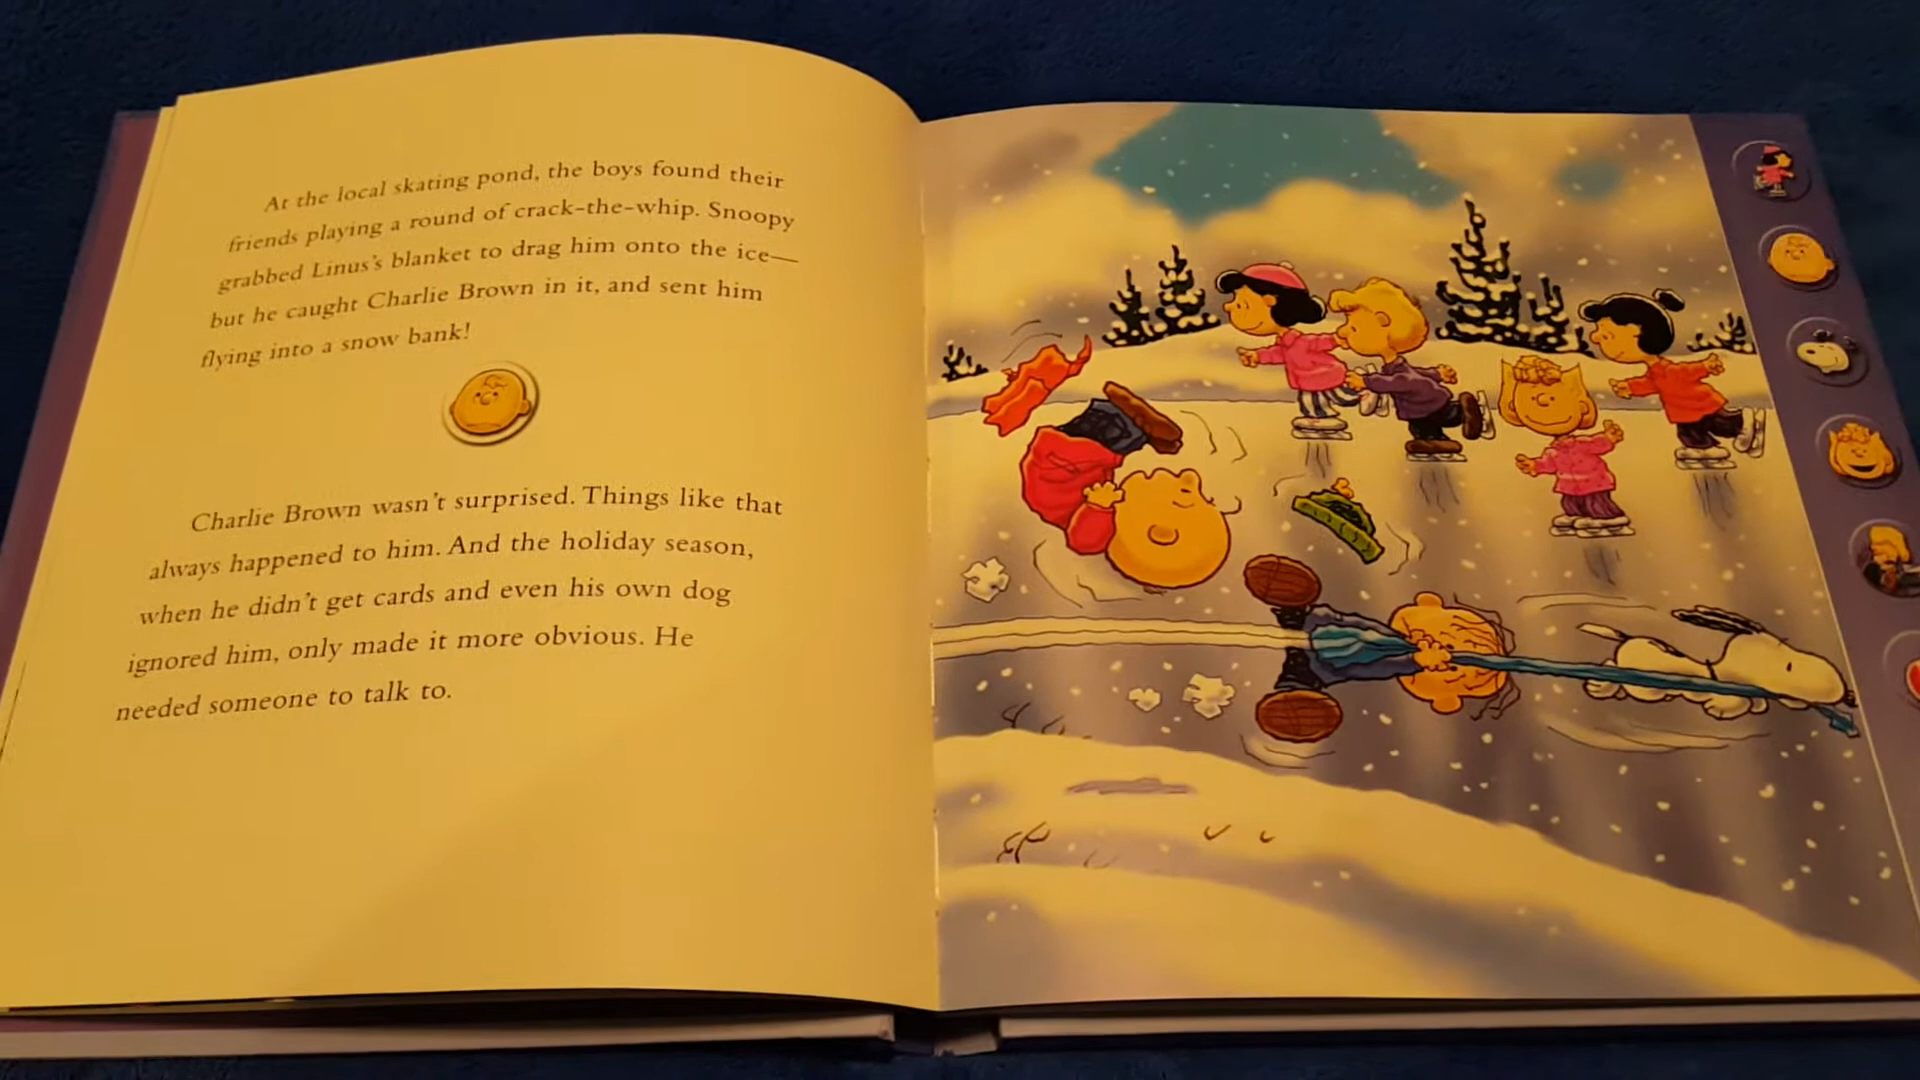 At the local skating pond, the boys found their
friends playing a round of crack-the-whip. Snoopy
grabbed Linus's blanket to drag him onto the ice—
but he caught Charlie Brown in it, and sent him
flying into a snow bank!
Charlie Brown wasn't surprised. Things like that
always happened to him. And the holiday season,
when he didn't get cards and even his own dog
ignored him, only made it more obvious. He
needed someone to talk to.